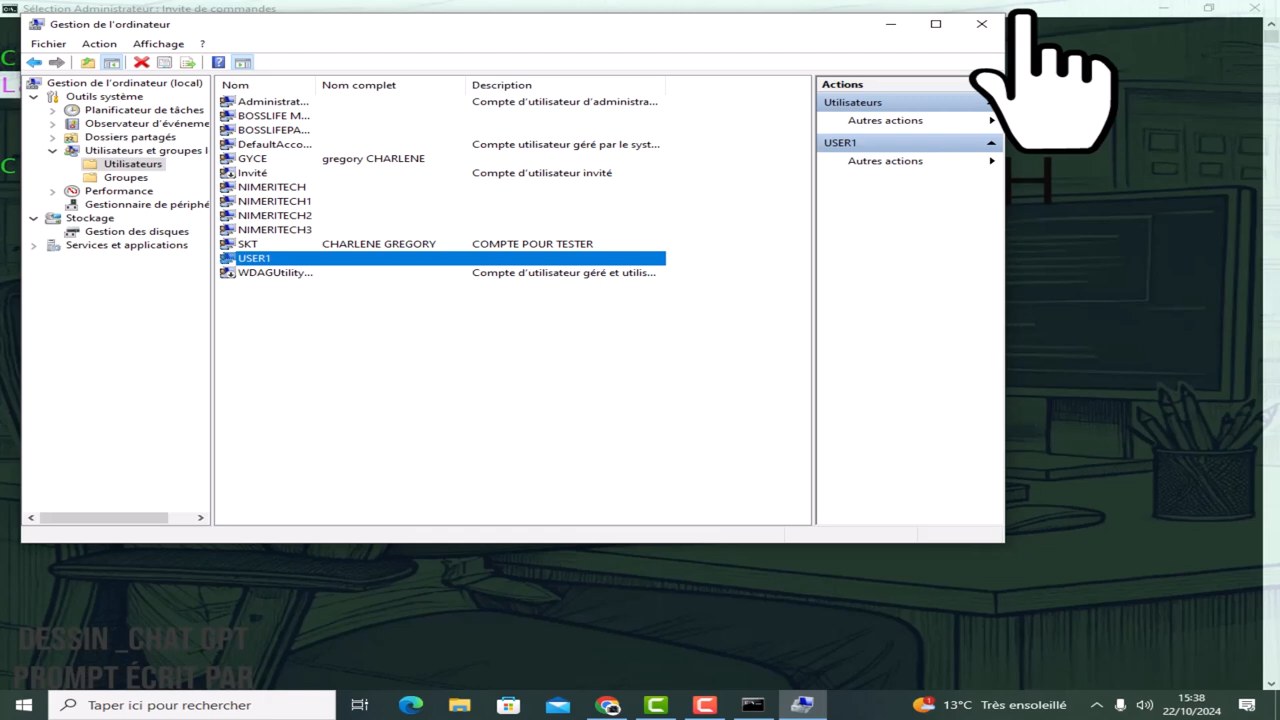 Sélection Administrateur : Invite de commandes
Gestion de l'ordinateur
Fichier Action Affichage ?
Gestion de l'ordinateur (local)
Outils système
Planificateur de tâches
Observateur d'événeme
Dossiers partagés
Utilisateurs et groupes l
Utilisateurs
Groupes
Performance
Gestionnaire de périphé
Stockage
Gestion des disques
Services et applications
Nom Nom complet Description
Administrat... Compte d'utilisateur d'administra...
BOSSLIFE M...
BOSSLIFEPA...
DefaultAcco... Compte utilisateur géré par le syst...
GYCE gregory CHARLENE
Invité Compte d'utilisateur invité
NIMERITECH
NIMERITECH1
NIMERITECH2
NIMERITECH3
SKT CHARLENE GREGORY COMPTE POUR TESTER
USER1
WDAGUtility... Compte d'utilisateur géré et utilis...
Actions
Utilisateurs
Autres actions
USER1
Autres actions
C
L
C
H
DESSIN _CHAT GPT
PROMPT ÉCRIT PAR
Taper ici pour rechercher
13°C Très ensoleillé
15:38
22/10/2024